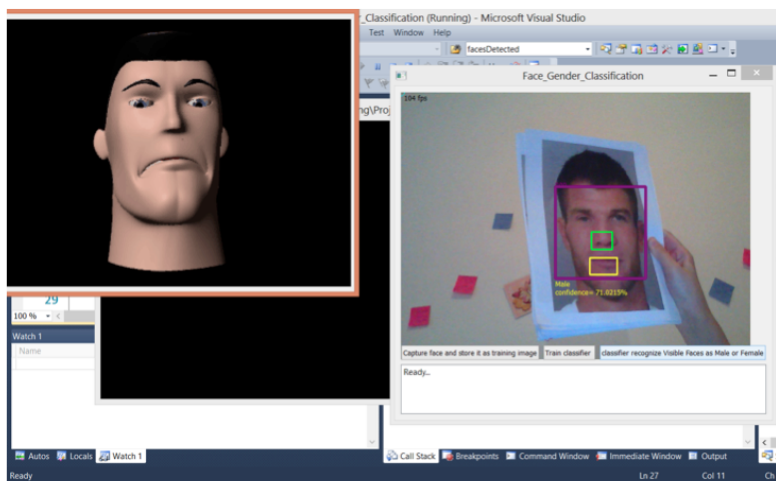 _Classification (Running) - Microsoft Visual Studio
Test Window Help
facesDetected
Face_Gender_Classification
104 fps
ng\Proj
Male
confidence= 71.0215%
29
100 %
Capture face and store it as training image Train classifier classifier recognize Visible Faces as Male or Female
Ready...
Watch 1
Name
Autos Locals Watch 1
Call Stack Breakpoints Command Window Immediate Window Output
Ready Ln 27 Col 11 Ch